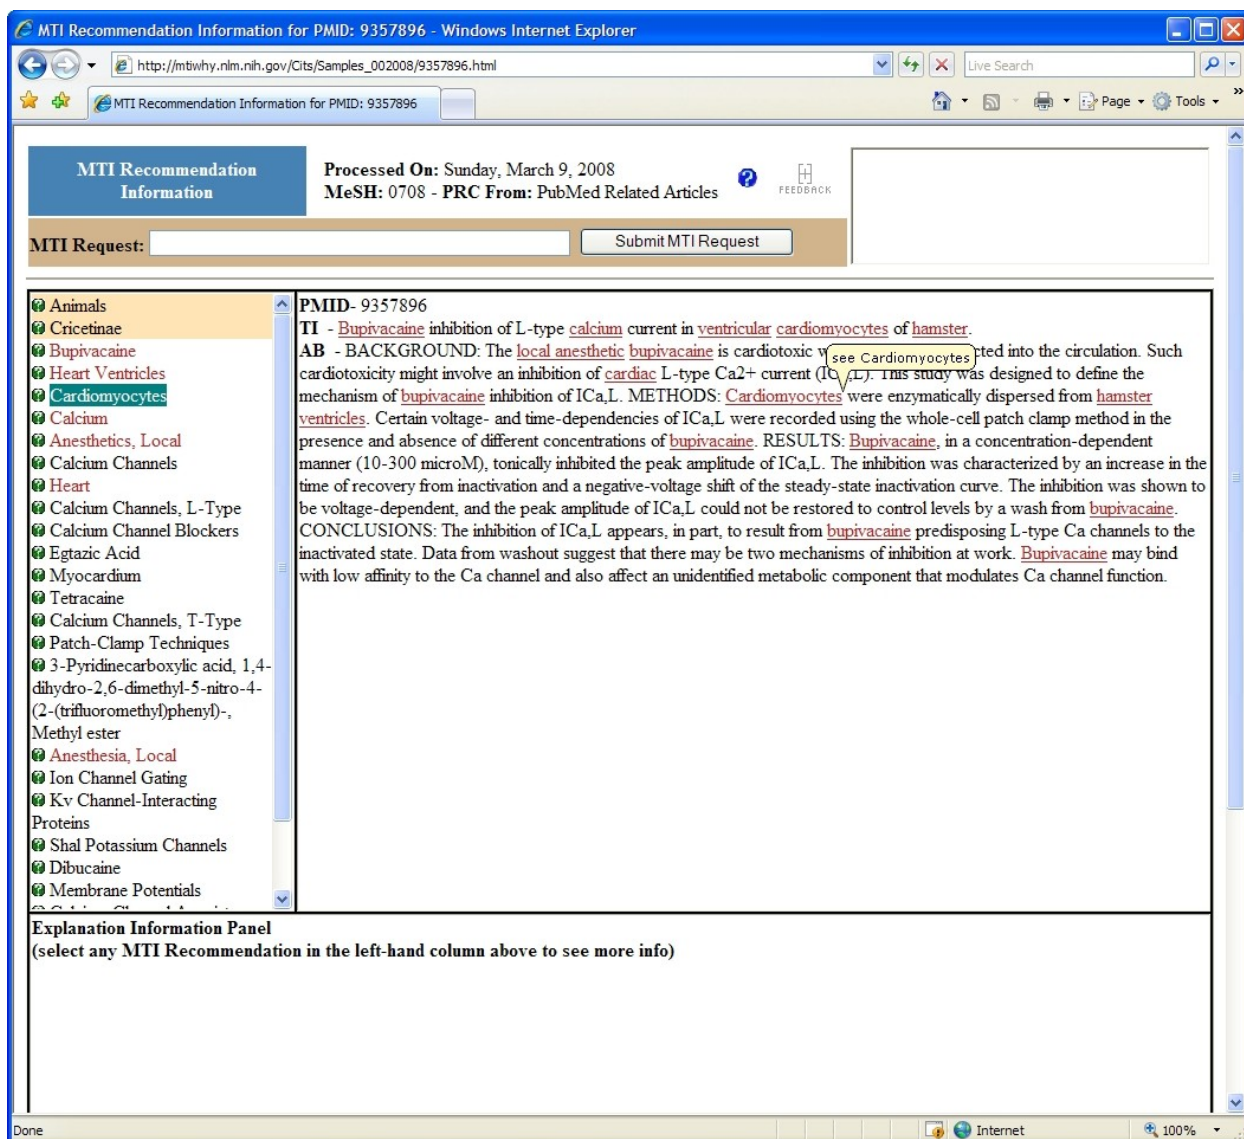 MTI Recommendation Information for PMID: 9357896 - Windows Internet Explorer
http://mtiwhy.nlm.nih.gov/Cits/Samples_002008/9357896.html
Live Search
MTI Recommendation Information for PMID: 9357896
Page
Tools
MTI Recommendation
Information
Processed On: Sunday, March 9, 2008
MeSH: 0708 - PRC From: PubMed Related Articles
FEEDBACK
MTI Request:
Submit MTI Request
Animals
Cricetinae
Bupivacaine
Heart Ventricles
Cardiomyocytes
Calcium
Anesthetics, Local
Calcium Channels
Heart
Calcium Channels, L-Type
Calcium Channel Blockers
Egtazic Acid
Myocardium
Tetracaine
Calcium Channels, T-Type
Patch-Clamp Techniques
3-Pyridinecarboxylic acid, 1,4-
dihydro-2,6-dimethyl-5-nitro-4-
(2-(trifluoromethyl)phenyl)-,
Methyl ester
Anesthesia, Local
Ion Channel Gating
Kv Channel-Interacting
Proteins
Shal Potassium Channels
Dibucaine
Membrane Potentials
PMID- 9357896
TI - Bupivacaine inhibition of L-type calcium current in ventricular cardiomyocytes of hamster.
AB - BACKGROUND: The local anesthetic bupivacaine is cardiotoxic w cted into the circulation. Such
see Cardiomyocytes
cardiotoxicity might involve an inhibition of cardiac L-type Ca2+ current (IC ,L). This study was designed to define the
mechanism of bupivacaine inhibition of ICa,L. METHODS: Cardiomyocytes were enzymatically dispersed from hamster
ventricles. Certain voltage- and time-dependencies of ICa,L were recorded using the whole-cell patch clamp method in the
presence and absence of different concentrations of bupivacaine. RESULTS: Bupivacaine, in a concentration-dependent
manner (10-300 microM), tonically inhibited the peak amplitude of ICa,L. The inhibition was characterized by an increase in the
time of recovery from inactivation and a negative-voltage shift of the steady-state inactivation curve. The inhibition was shown to
be voltage-dependent, and the peak amplitude of ICa,L could not be restored to control levels by a wash from bupivacaine.
CONCLUSIONS: The inhibition of ICa,L appears, in part, to result from bupivacaine predisposing L-type Ca channels to the
inactivated state. Data from washout suggest that there may be two mechanisms of inhibition at work. Bupivacaine may bind
with low affinity to the Ca channel and also affect an unidentified metabolic component that modulates Ca channel function.
Explanation Information Panel
(select any MTI Recommendation in the left-hand column above to see more info)
Done
Internet
100%